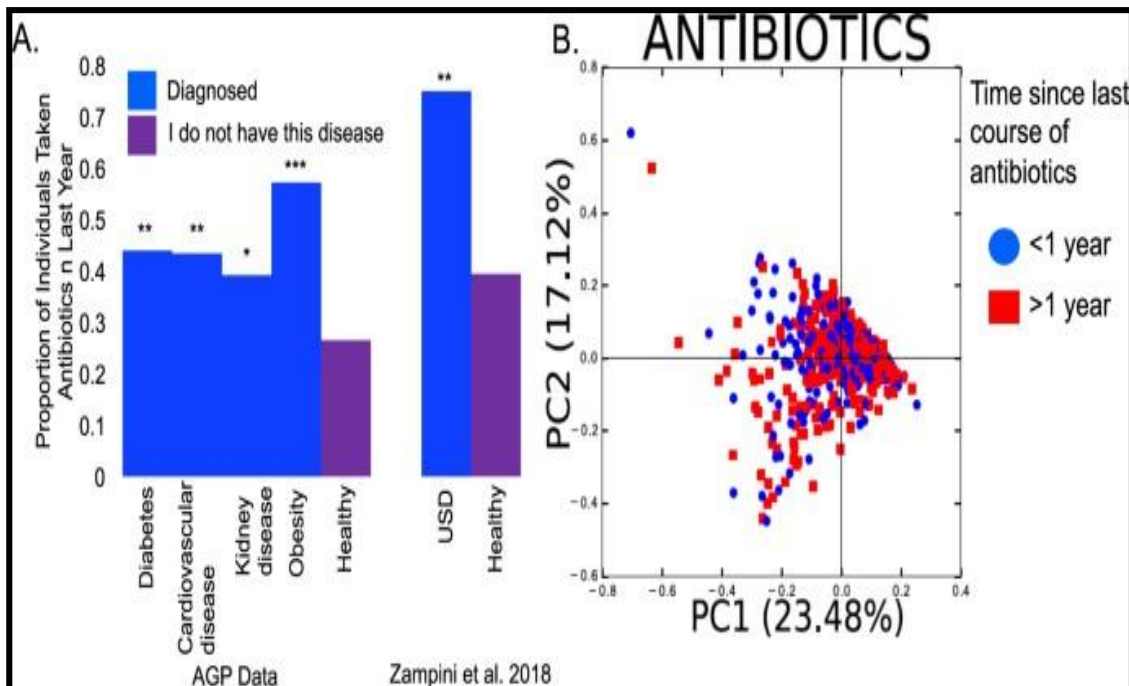 A.
Proportion of Individuals Taken
Antibiotics n Last Year
0.8
0.7
0.6
0.5
0.4
0.3
0.2
0.1
0
Diagnosed
I do not have this disease
**
**
*
***
**
Diabetes
Cardiovascular
disease
Kidney
disease
Obesity
Healthy
USD
Healthy
AGP Data
Zampini et al. 2018
B.
ANTIBIOTICS
PC2 (17.12%)
0.8
0.6
0.4
0.2
0.0
−0.2
−0.4
−0.6
−0.8
−0.6
−0.4
−0.2
0.0
0.2
0.4
PC1 (23.48%)
Time since last
course of
antibiotics
<1 year
>1 year